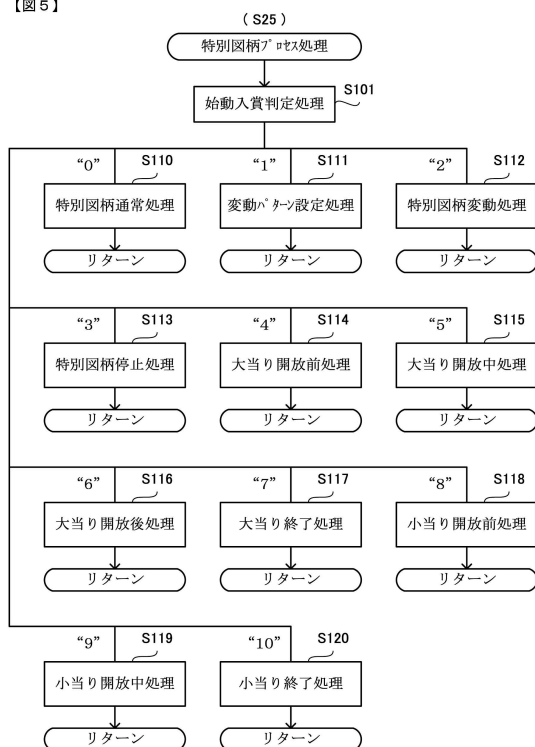 【図５】
（S25）
特別図柄ﾌﾟﾛｾｽ処理
S101
始動入賞判定処理
“0” S110 “1” S111 “2” S112
特別図柄通常処理 変動ﾊﾟﾀｰﾝ設定処理 特別図柄変動処理
リターン リターン リターン
“3” S113 “4” S114 “5” S115
特別図柄停止処理 大当り開放前処理 大当り開放中処理
リターン リターン リターン
“6” S116 “7” S117 “8” S118
大当り開放後処理 大当り終了処理 小当り開放前処理
リターン リターン リターン
“9” S119 “10” S120
小当り開放中処理 小当り終了処理
リターン リターン